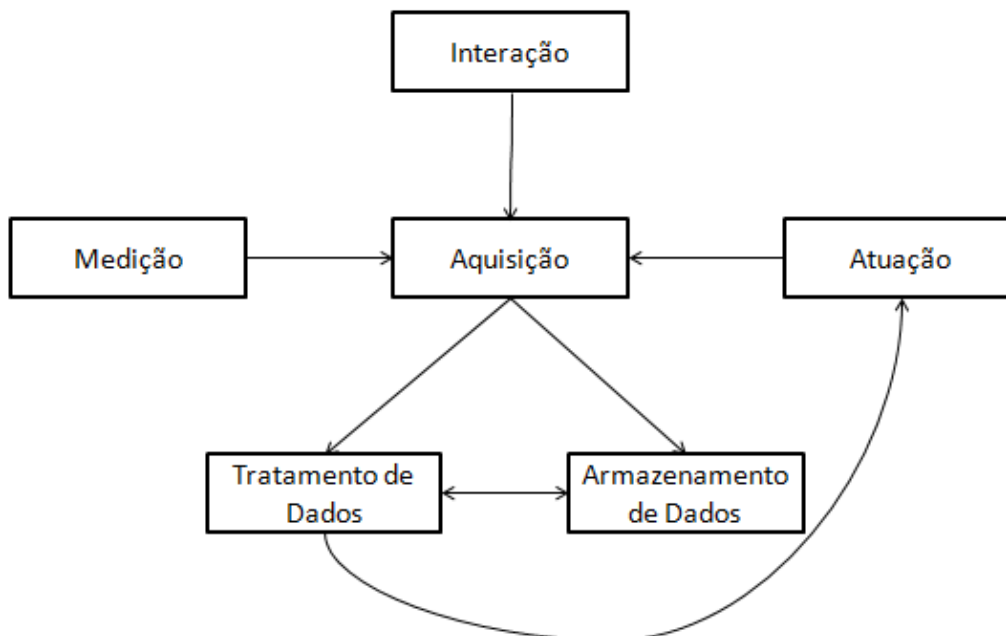 Interação
Medição
Aquisição
Atuação
Tratamento de
Dados
Armazenamento
de Dados